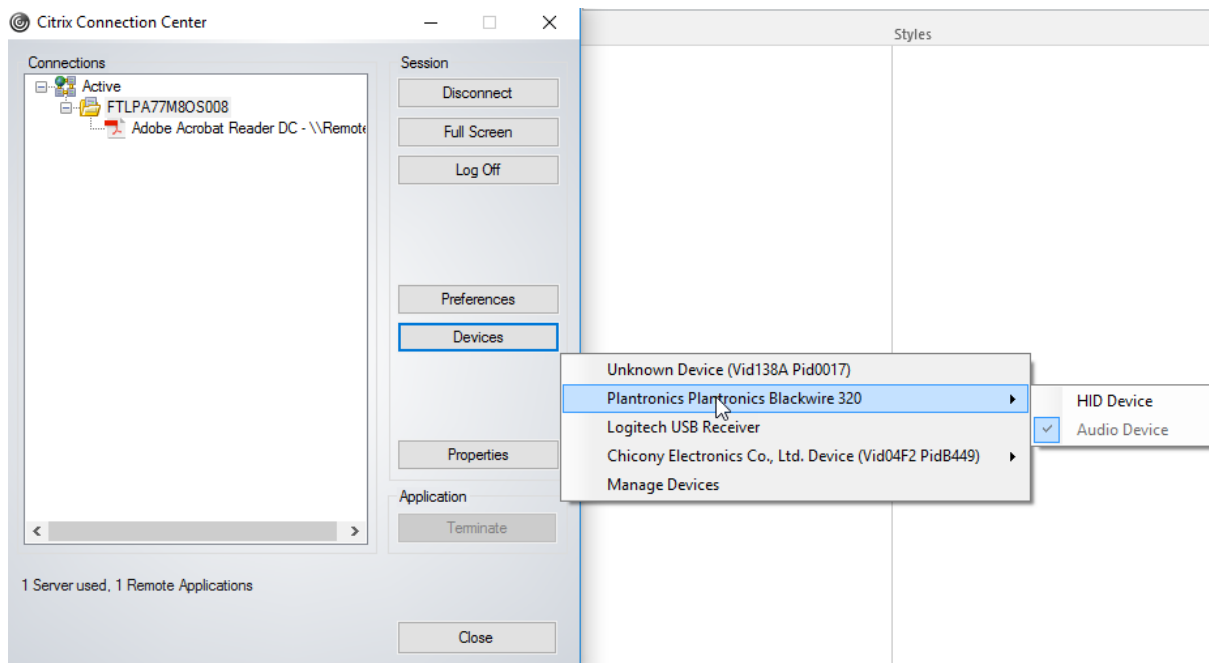 Citrix Connection Center
Styles
Connections
Active
FTLPA77M8OS008
Adobe Acrobat Reader DC - \\Remote
Session
Disconnect
Full Screen
Log Off
Preferences
Devices
Unknown Device (Vid138A Pid0017)
Plantronics Plantronics Blackwire 320
Logitech USB Receiver
Chicony Electronics Co., Ltd. Device (Vid04F2 PidB449)
Manage Devices
HID Device
Audio Device
Properties
Application
Terminate
1 Server used, 1 Remote Applications
Close